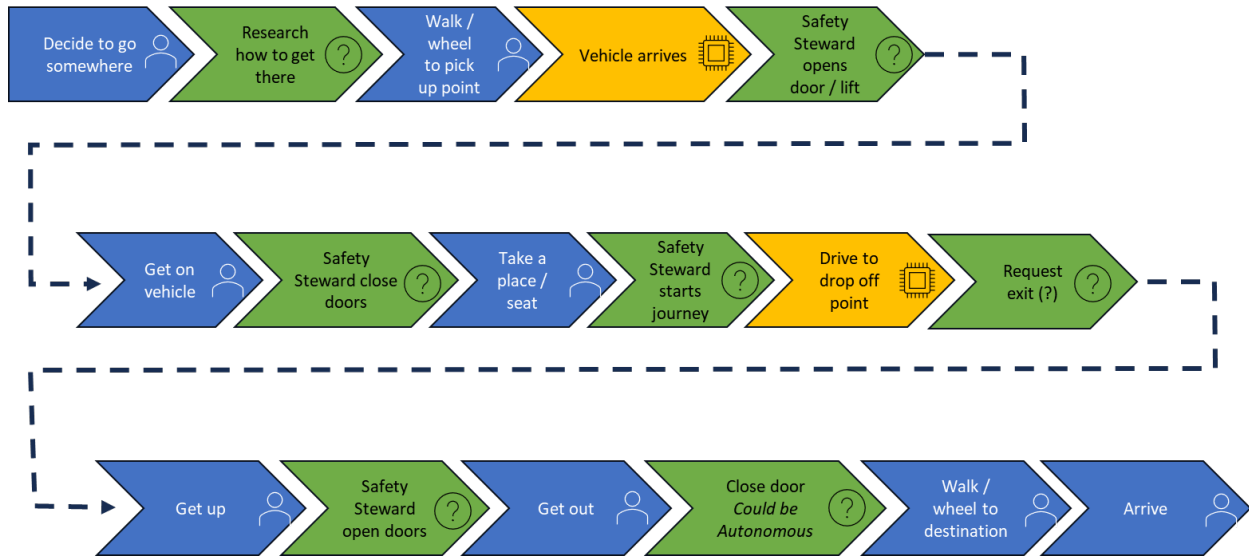 Decide to go
somewhere
Research
how to get
there
Walk /
wheel
to pick
up point
Vehicle arrives
Safety
Steward
opens
door / lift
Get on
vehicle
Safety
Steward close
doors
Take a
place /
seat
Safety
Steward
starts
journey
Drive to
drop off
point
Request
exit (?)
Get up
Safety
Steward
open doors
Get out
Close door
Could be
Autonomous
Walk /
wheel to
destination
Arrive